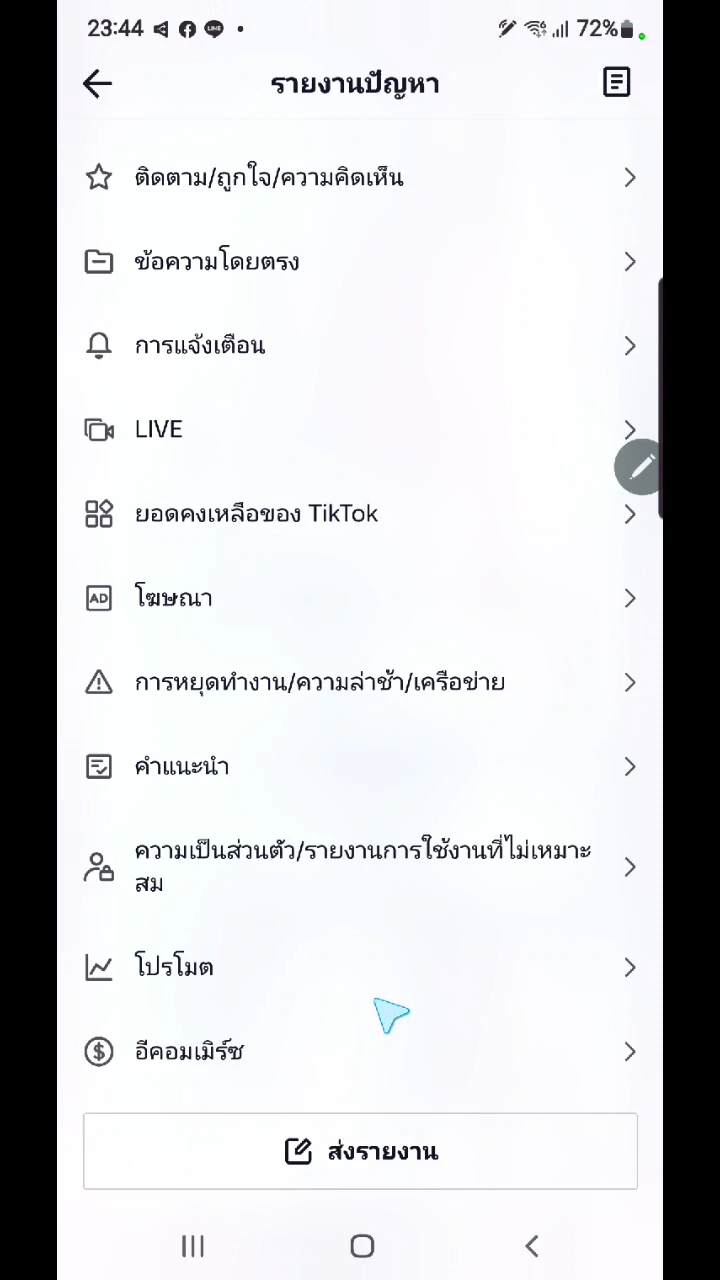 23:44
72%
รายงานปัญหา
ติดตาม/ถูกใจ/ความคิดเห็น
ข้อความโดยตรง
การแจ้งเตือน
LIVE
ยอดคงเหลือของ TikTok
AD
โฆษณา
การหยุดทำงาน/ความล่าช้า/เครือข่าย
คำแนะนำ
ความเป็นส่วนตัว/รายงานการใช้งานที่ไม่เหมาะ
สม
โปรโมต
อีคอมเมิร์ซ
ส่งรายงาน